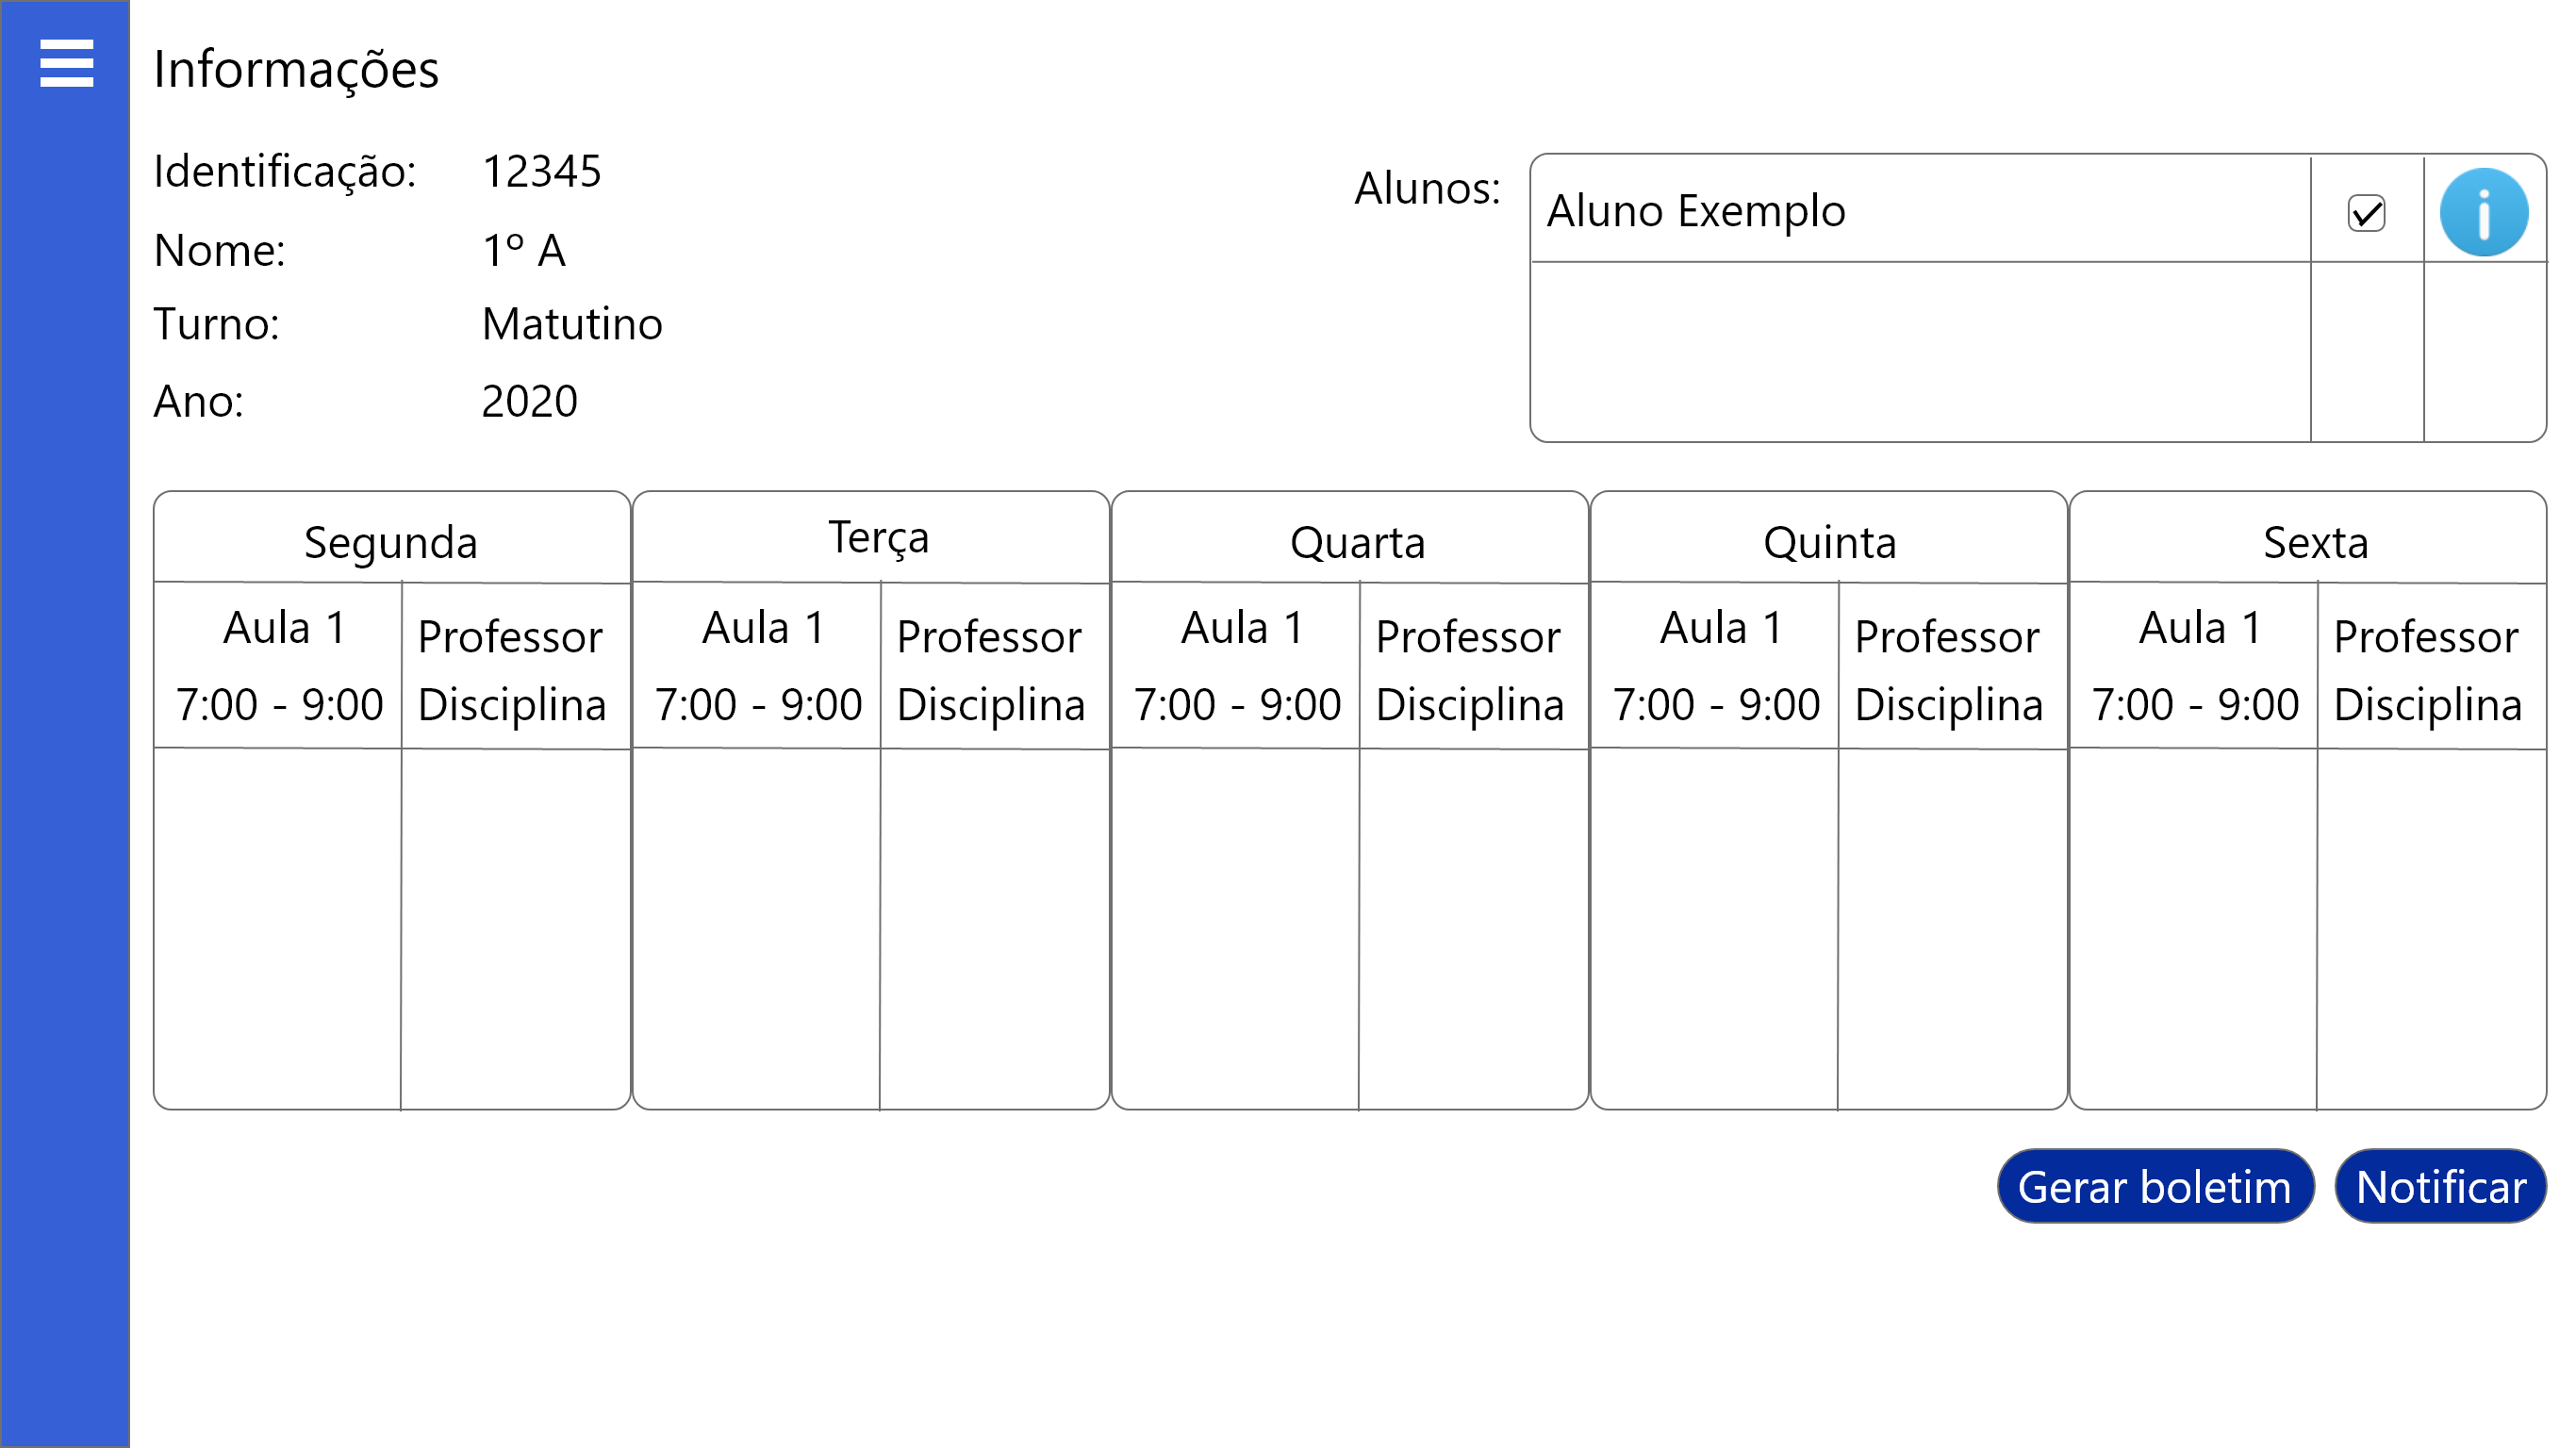 Informações
Identificação: 12345
Nome: 1º A
Turno: Matutino
Ano: 2020
Alunos:
Aluno Exemplo
Segunda
Aula 1
7:00 - 9:00
Professor
Disciplina
Terça
Aula 1
7:00 - 9:00
Professor
Disciplina
Quarta
Aula 1
7:00 - 9:00
Professor
Disciplina
Quinta
Aula 1
7:00 - 9:00
Professor
Disciplina
Sexta
Aula 1
7:00 - 9:00
Professor
Disciplina
Gerar boletim
Notificar